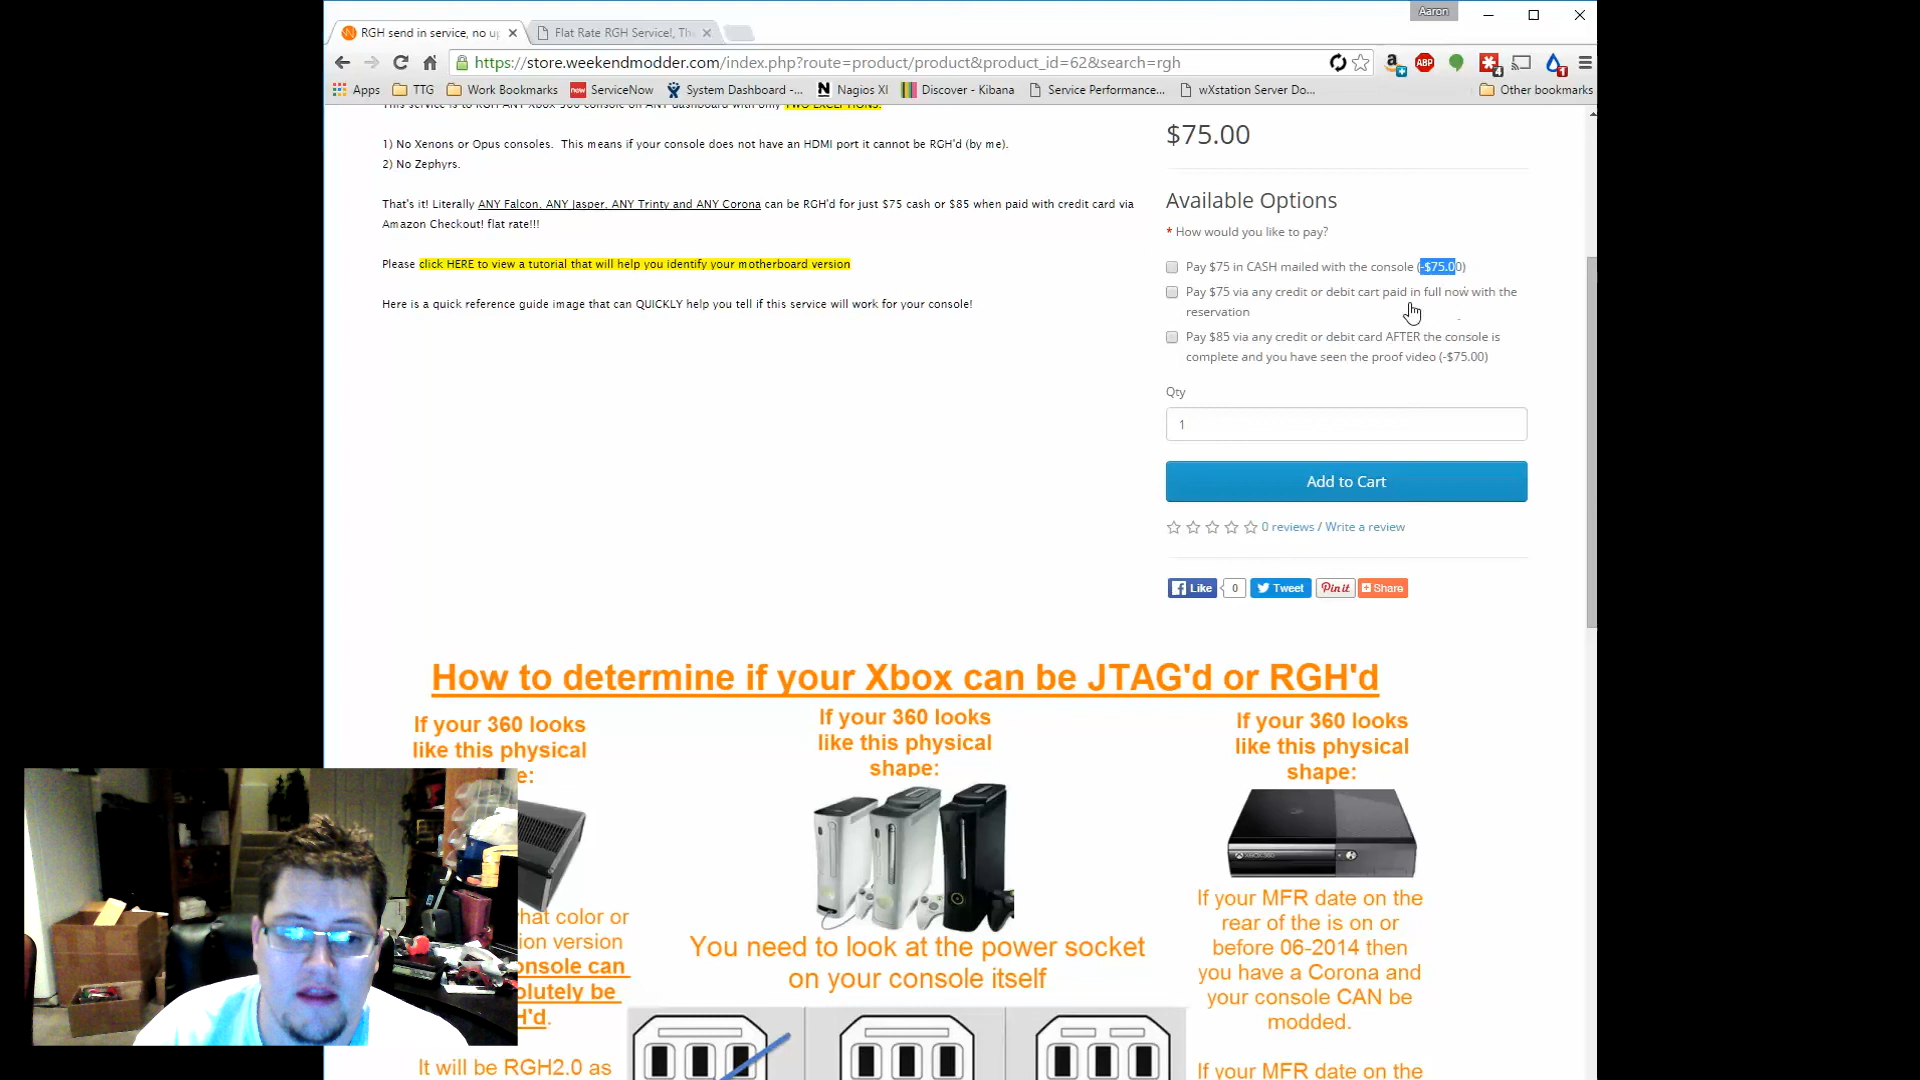 Aaron
RGH send in service, no up
Flat Rate RGH Service!, Th
https://store.weekendmodder.com/index.php?route=product/product&product_id=62&search=rgh
Apps TTG Work Bookmarks ServiceNow System Dashboard -... Nagios XI Discover - Kibana Service Performance... wXstation Server Do... Other bookmarks
This service is to RGH ANY Xbox 360 console on ANY dashboard with only TWO EXCEPTIONS.
1) No Xenons or Opus consoles. This means if your console does not have an HDMI port it cannot be RGH'd (by me).
2) No Zephyrs.
That's it! Literally ANY Falcon, ANY Jasper, ANY Trinty and ANY Corona can be RGH'd for just $75 cash or $85 when paid with credit card via
Amazon Checkout! flat rate!!!
Please click HERE to view a tutorial that will help you identify your motherboard version
Here is a quick reference guide image that can QUICKLY help you tell if this service will work for your console!
$75.00
Available Options
* How would you like to pay?
Pay $75 in CASH mailed with the console (-$75.00)
Pay $75 via any credit or debit cart paid in full now with the
reservation
Pay $85 via any credit or debit card AFTER the console is
complete and you have seen the proof video (-$75.00)
Qty
1
Add to Cart
0 reviews / Write a review
Like 0 Tweet Pin it Share
How to determine if your Xbox can be JTAG'd or RGH'd
If your 360 looks
like this physical
e:
hat color or
ion version
onsole can
olutely be
H'd.
It will be RGH2.0 as
If your 360 looks
like this physical
shape:
You need to look at the power socket
on your console itself
If your 360 looks
like this physical
shape:
If your MFR date on the
rear of the is on or
before 06-2014 then
you have a Corona and
your console CAN be
modded.
If your MFR date on the